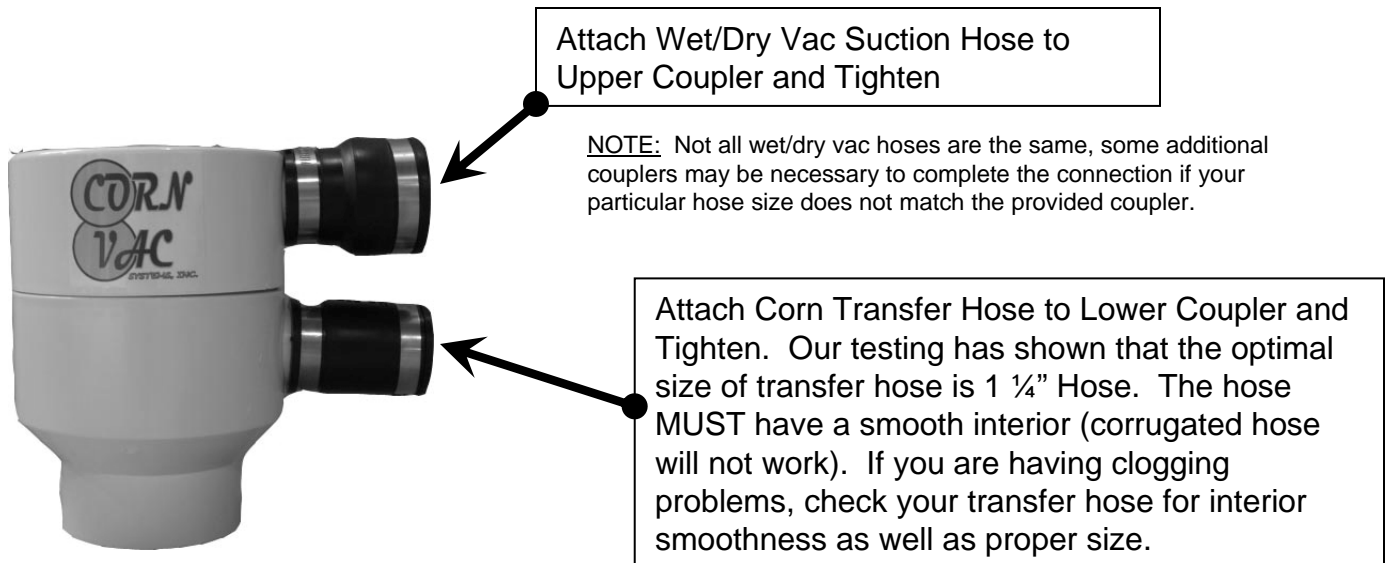 Attach Wet/Dry Vac Suction Hose to
Upper Coupler and Tighten
NOTE: Not all wet/dry vac hoses are the same, some additional
couplers may be necessary to complete the connection if your
particular hose size does not match the provided coupler.
CORN
VAC
SYSTEMS, INC.
Attach Corn Transfer Hose to Lower Coupler and
Tighten. Our testing has shown that the optimal
size of transfer hose is 1 ¼” Hose. The hose
MUST have a smooth interior (corrugated hose
will not work). If you are having clogging
problems, check your transfer hose for interior
smoothness as well as proper size.